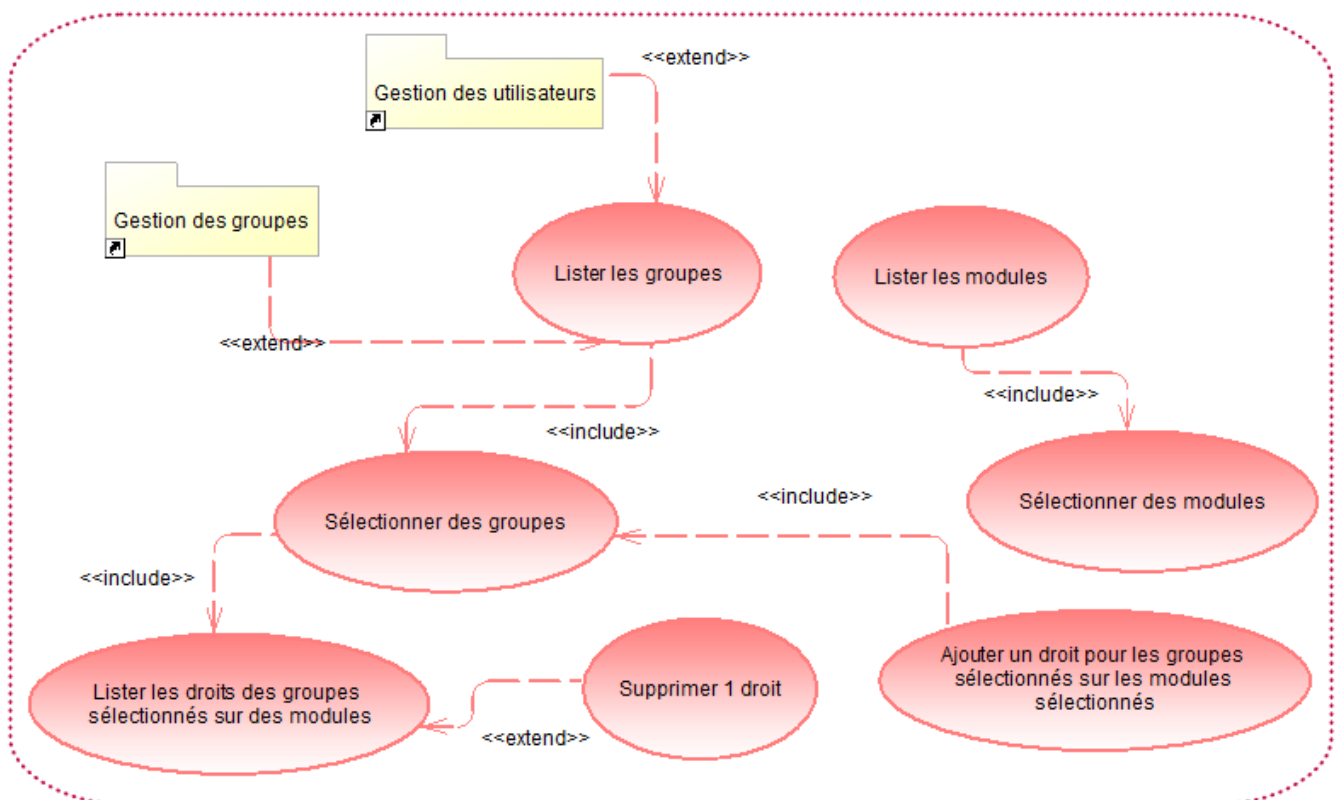 <<extend>>
Gestion des utilisateurs
Gestion des groupes
Lister les groupes
Lister les modules
<<extend>>
<<include>>
<<include>>
Sélectionner des groupes
<<include>>
Sélectionner des modules
<<include>>
Lister les droits des groupes
sélectionnés sur des modules
Supprimer 1 droit
<<extend>>
Ajouter un droit pour les groupes
sélectionnés sur les modules
sélectionnés